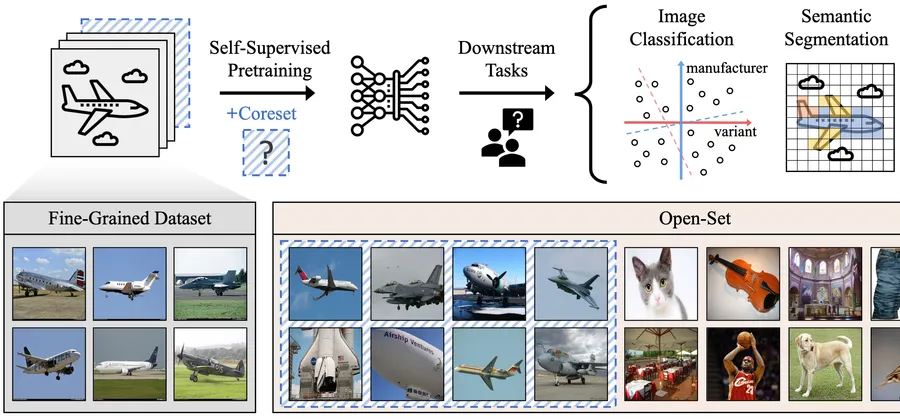 Self-Supervised
Pretraining
+Coreset
?
Downstream
Tasks
?
Image
Classification
manufacturer
variant
Semantic
Segmentation
Fine-Grained Dataset
Open-Set
Airship Ventures